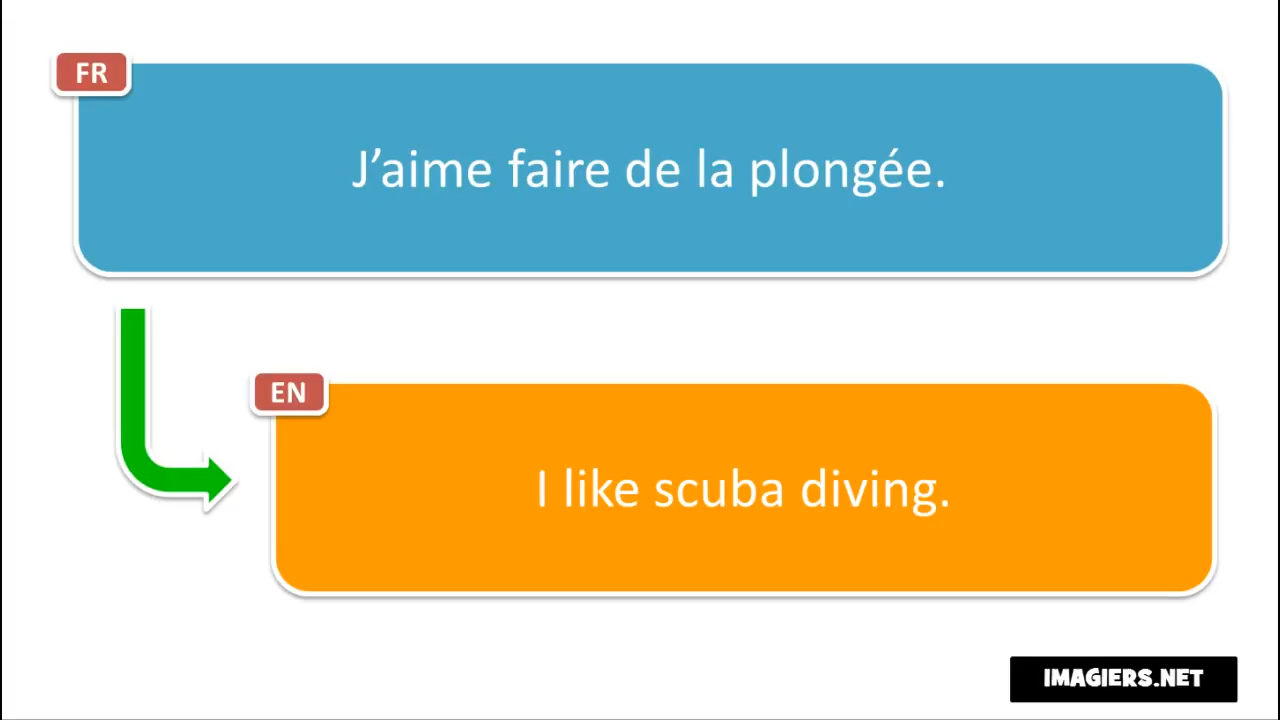 FR
J’aime faire de la plongée.
EN
I like scuba diving.
IMAGIERS.NET